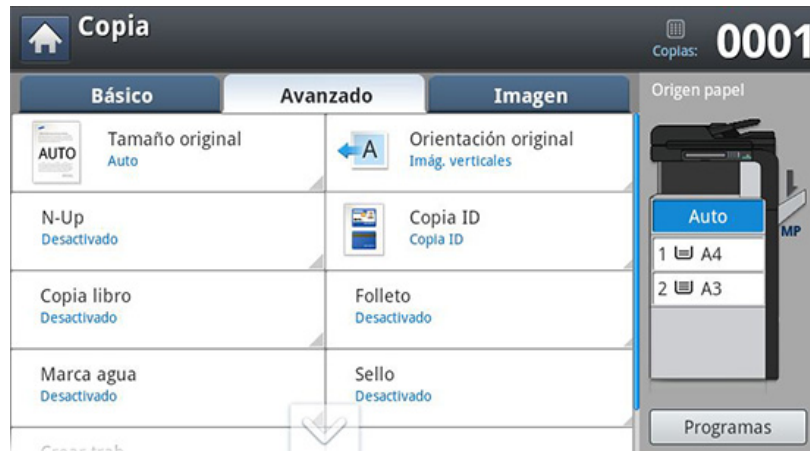 Copia
Copias: 0001
Básico Avanzado Imagen
Origen papel
AUTO
Tamaño original
Auto
A
Orientación original
Imág. verticales
N-Up
Desactivado
Copia ID
Copia ID
Auto
MP
1 A4
2 A3
Copia libro
Desactivado
Folleto
Desactivado
Marca agua
Desactivado
Sello
Desactivado
Programas